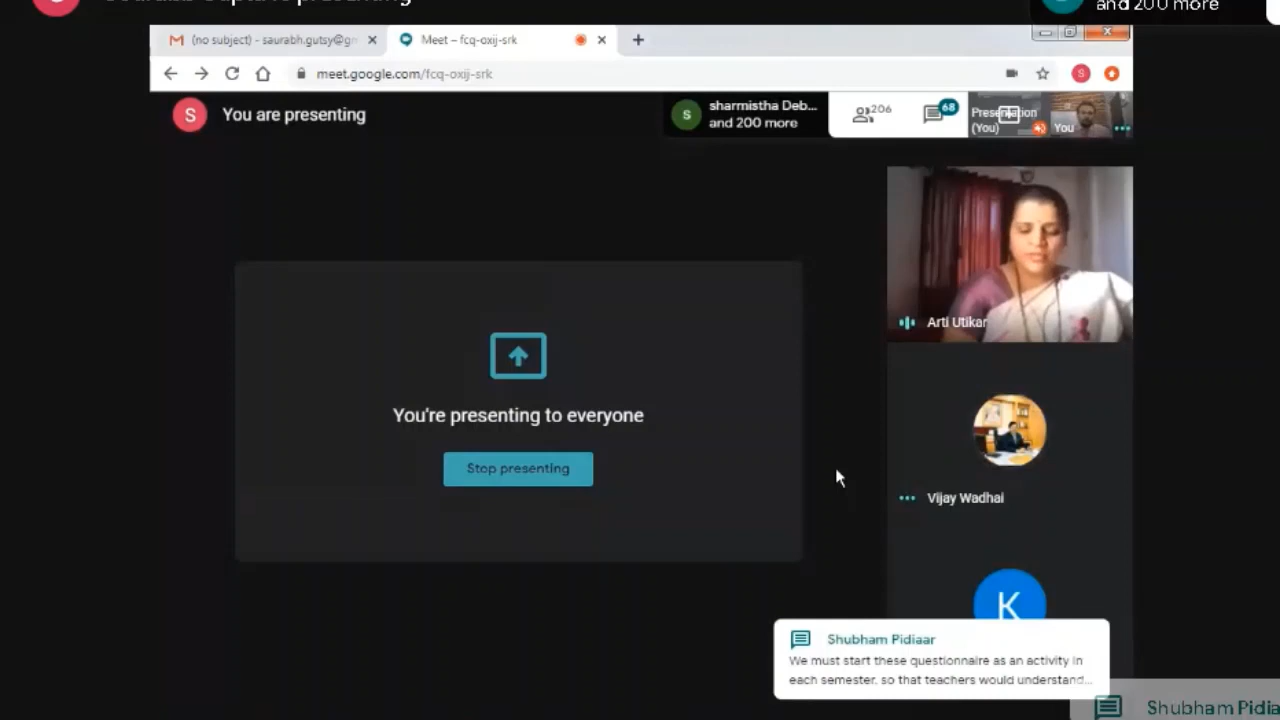 and 200 more
(no subject) - saurabh.gutsy@gm
Meet – fcq-oxij-srk
meet.google.com/fcq-oxij-srk
S
S
You are presenting
S
sharmistha Deb...
and 200 more
206
68
Presentation
(You)
You
Arti Utikar
You're presenting to everyone
Stop presenting
Vijay Wadhai
K
Shubham Pidiaar
We must start these questionnaire as an activity in
each semester, so that teachers would understand...
Shubham Pidia